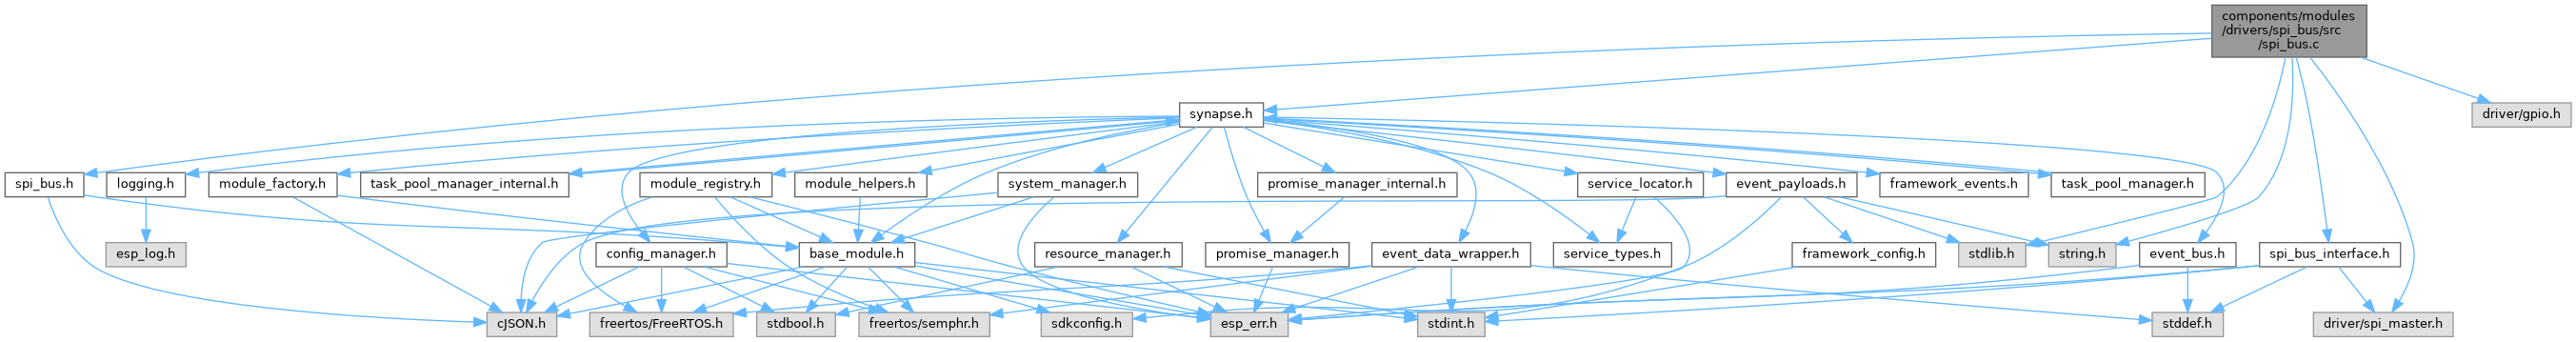 components/modules
/drivers/spi_bus/src
/spi_bus.c
synapse.h
driver/gpio.h
spi_bus.h
logging.h
module_factory.h
task_pool_manager_internal.h
module_registry.h
module_helpers.h
system_manager.h
promise_manager_internal.h
service_locator.h
event_payloads.h
framework_events.h
task_pool_manager.h
esp_log.h
config_manager.h
base_module.h
resource_manager.h
promise_manager.h
event_data_wrapper.h
service_types.h
framework_config.h
stdlib.h
string.h
event_bus.h
spi_bus_interface.h
cJSON.h
freertos/FreeRTOS.h
stdbool.h
freertos/semphr.h
sdkconfig.h
esp_err.h
stdint.h
stddef.h
driver/spi_master.h